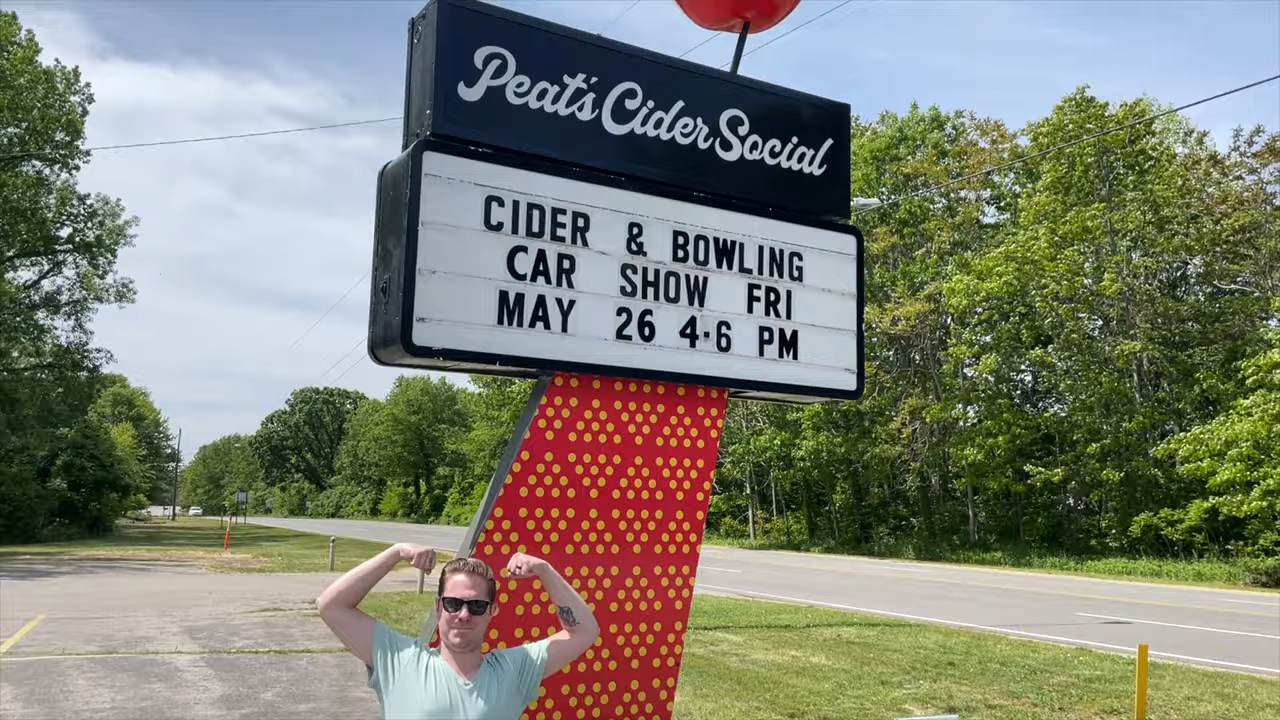 Peat's Cider Social
CIDER & BOWLING
CAR SHOW FRI
MAY 26 4-6 PM